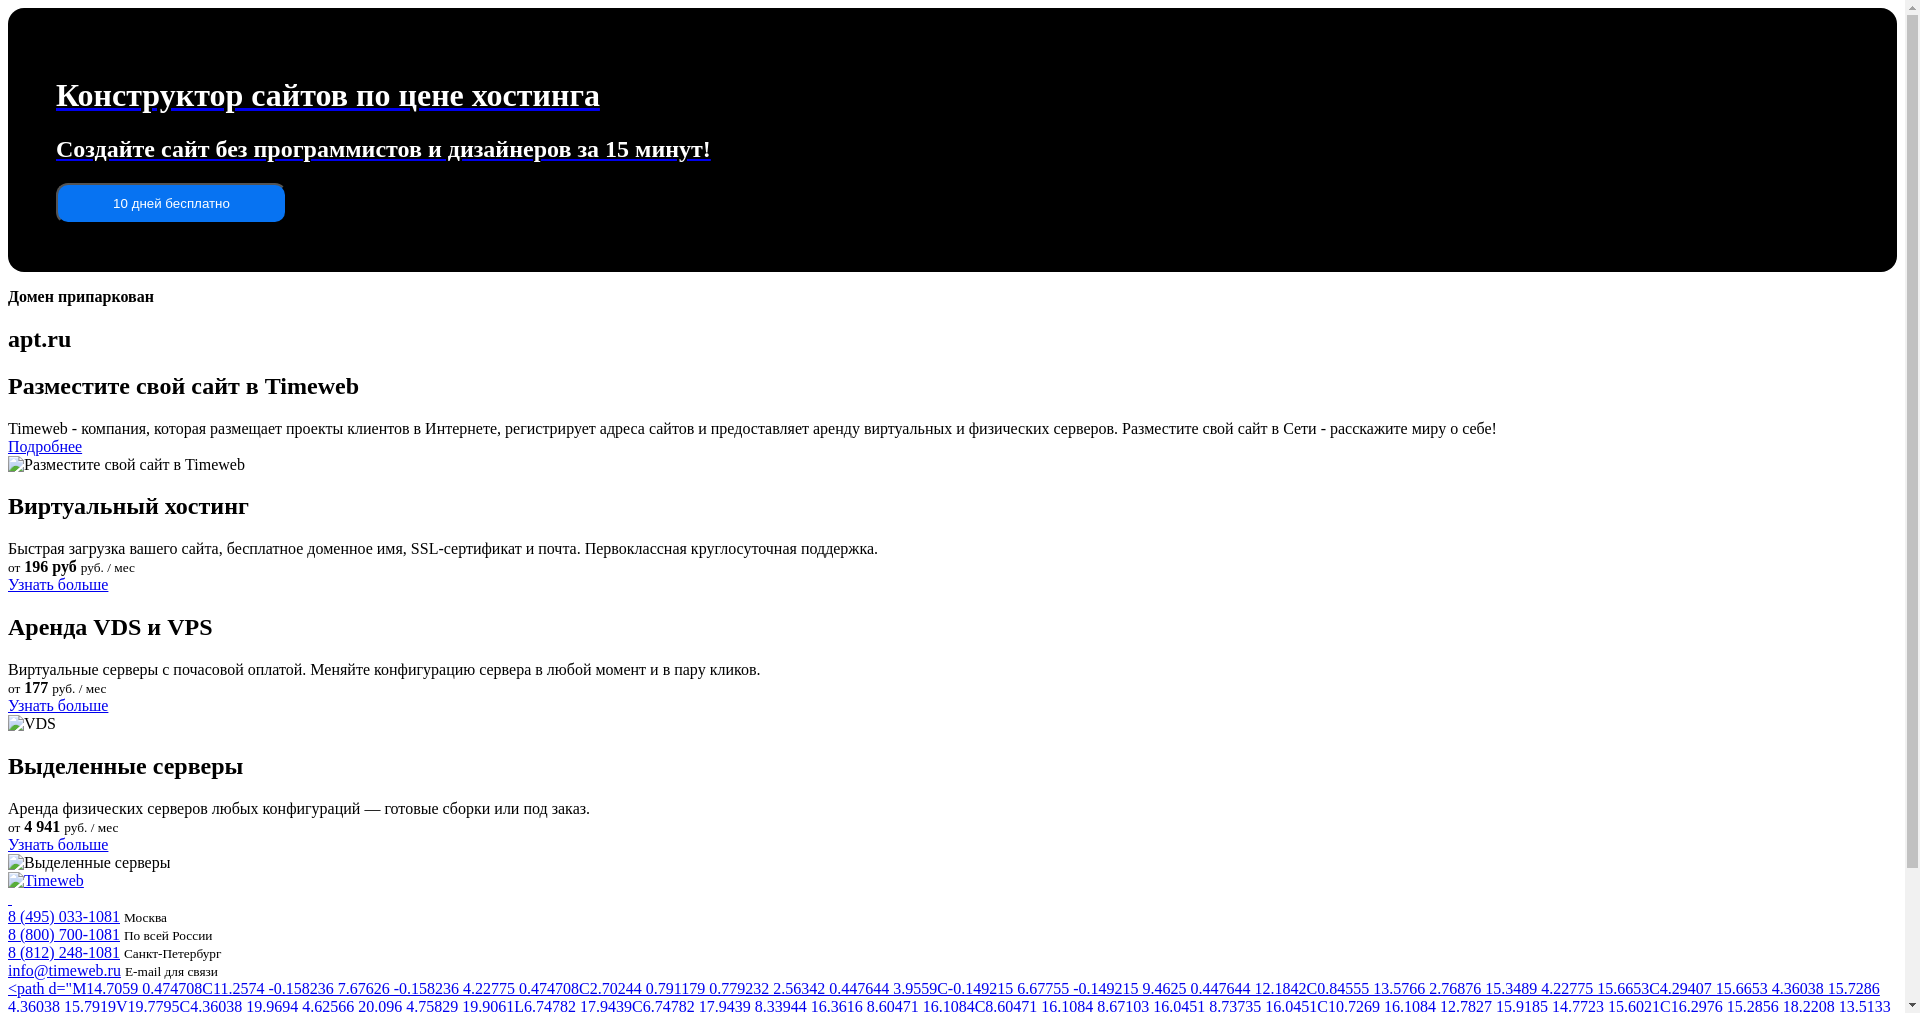 Конструктор сайтов по цене хостинга
Создайте сайт без программистов и дизайнеров за 15 минут!
10 дней бесплатно
Домен припаркован
apt.ru
Разместите свой сайт в Timeweb
Timeweb - компания, которая размещает проекты клиентов в Интернете, регистрирует адреса сайтов и предоставляет аренду виртуальных и физических серверов. Разместите свой сайт в Сети - расскажите миру о себе!
Подробнее
Разместите свой сайт в Timeweb
Виртуальный хостинг
Быстрая загрузка вашего сайта, бесплатное доменное имя, SSL-сертификат и почта. Первоклассная круглосуточная поддержка.
от 196 руб руб. / мес
Узнать больше
Аренда VDS и VPS
Виртуальные серверы с почасовой оплатой. Меняйте конфигурацию сервера в любой момент и в пару кликов.
от 177 руб. / мес
Узнать больше
VDS
Выделенные серверы
Аренда физических серверов любых конфигураций — готовые сборки или под заказ.
от 4 941 руб. / мес
Узнать больше
Выделенные серверы
Timeweb
8 (495) 033-1081 Москва
8 (800) 700-1081 По всей России
8 (812) 248-1081 Санкт-Петербург
info@timeweb.ru E-mail для связи
<path d="M14.7059 0.474708C11.2574 -0.158236 7.67626 -0.158236 4.22775 0.474708C2.70244 0.791179 0.779232 2.56342 0.447644 3.9559C-0.149215 6.67755 -0.149215 9.4625 0.447644 12.1842C0.84555 13.5766 2.76876 15.3489 4.22775 15.6653C4.29407 15.6653 4.36038 15.7286
4.36038 15.7919V19.7795C4.36038 19.9694 4.62566 20.096 4.75829 19.9061L6.74782 17.9439C6.74782 17.9439 8.33944 16.3616 8.60471 16.1084C8.60471 16.1084 8.67103 16.0451 8.73735 16.0451C10.7269 16.1084 12.7827 15.9185 14.7723 15.6021C16.2976 15.2856 18.2208 13.5133